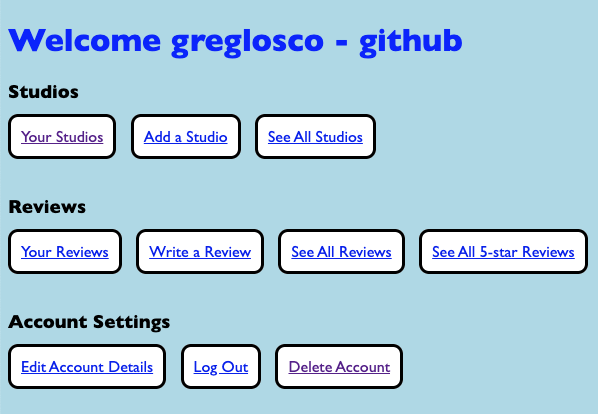 Welcome greglosco - github
Studios
Your Studios Add a Studio See All Studios
Reviews
Your Reviews Write a Review See All Reviews See All 5-star Reviews
Account Settings
Edit Account Details Log Out Delete Account